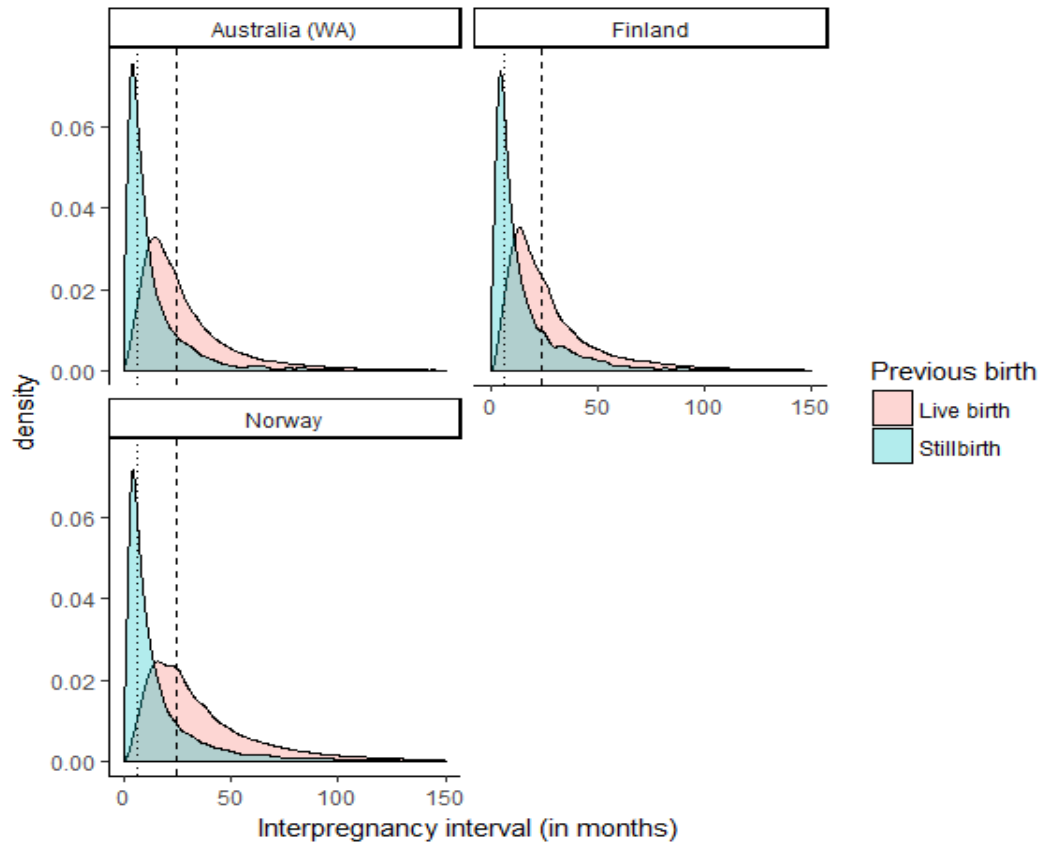 Australia (WA)
Finland
0.06
0.04
0.02
0.00
0
50
100
150
Norway
0.06
0.04
0.02
0.00
0
50
100
150
density
Interpregnancy interval (in months)
Previous birth
Live birth
Stillbirth